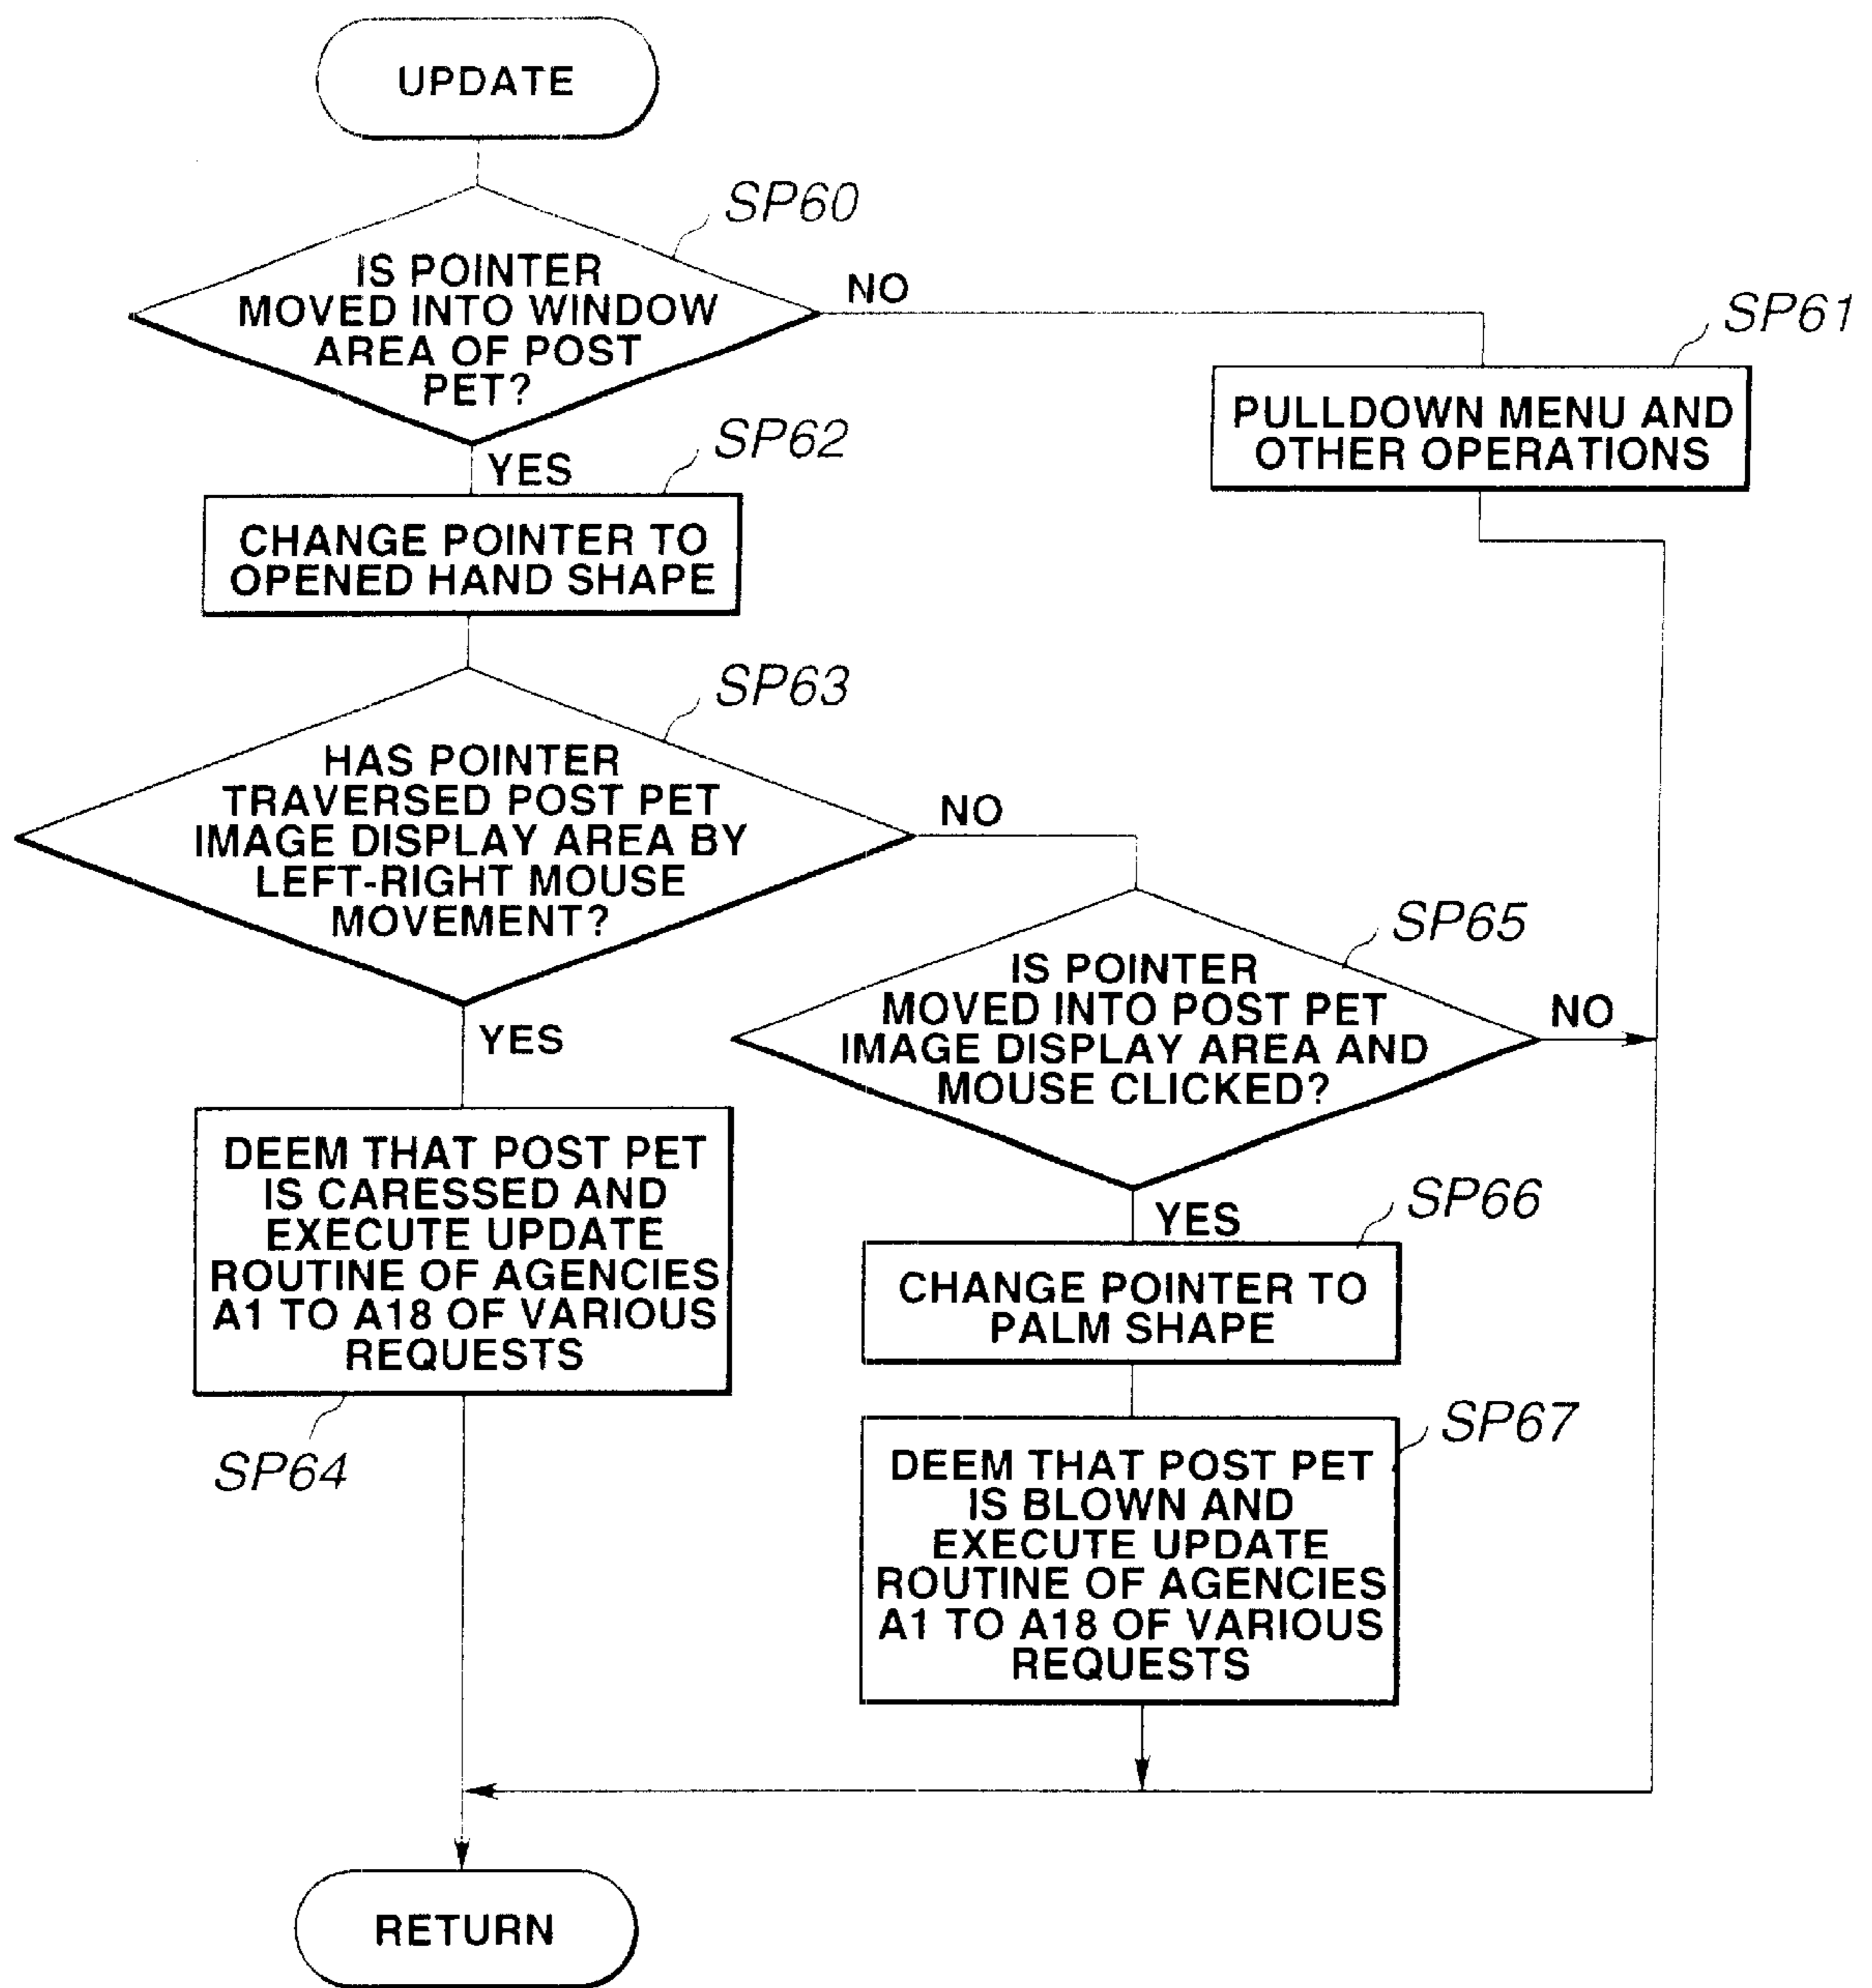 UPDATE
SP60
IS POINTER
MOVED INTO WINDOW
AREA OF POST
PET?
NO
SP61
PULLDOWN MENU AND
OTHER OPERATIONS
YES
SP62
CHANGE POINTER TO
OPENED HAND SHAPE
SP63
HAS POINTER
TRAVERSED POST PET
IMAGE DISPLAY AREA BY
LEFT-RIGHT MOUSE
MOVEMENT?
NO
YES
SP65
IS POINTER
MOVED INTO POST PET
IMAGE DISPLAY AREA AND
MOUSE CLICKED?
NO
YES
DEEM THAT POST PET
IS CARESSED AND
EXECUTE UPDATE
ROUTINE OF AGENCIES
A1 TO A18 OF VARIOUS
REQUESTS
SP64
SP66
CHANGE POINTER TO
PALM SHAPE
SP67
DEEM THAT POST PET
IS BLOWN AND
EXECUTE UPDATE
ROUTINE OF AGENCIES
A1 TO A18 OF VARIOUS
REQUESTS
RETURN